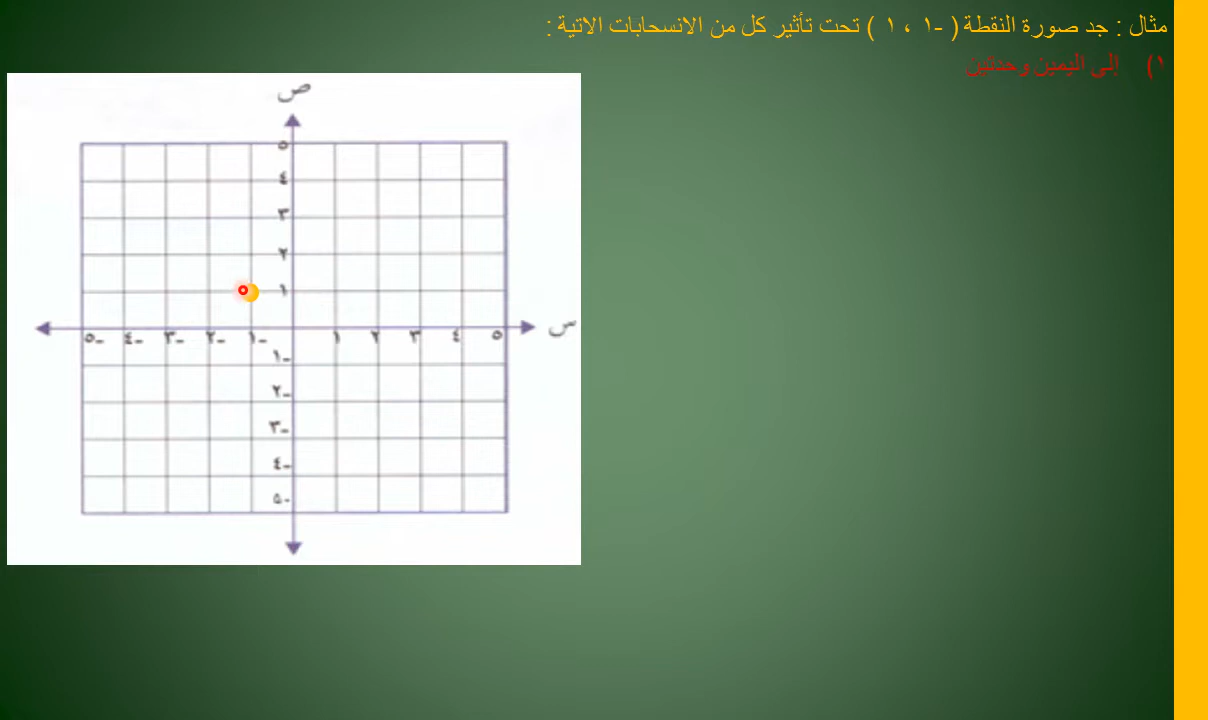 مثال : جد صورة النقطة ( -١ ، ١ ) تحت تأثير كل من الانسحابات الاتية :
١) إلى اليمين وحدتين
ص
٥
٤
٣
٢
١
-٥ -٤ -٣ -٢ -١ ١ ٢ ٣ ٤ ٥ س
-١
-٢
-٣
-٤
-٥